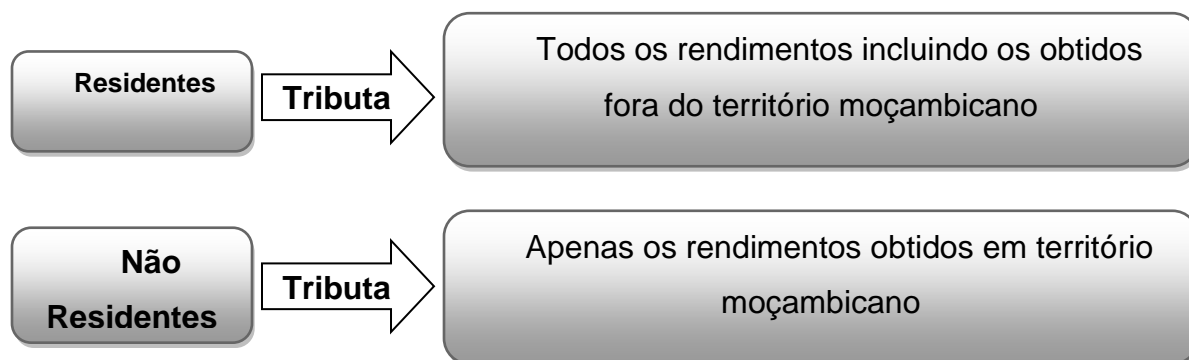 Residentes
Tributa
Todos os rendimentos incluindo os obtidos
fora do território moçambicano
Não
Residentes
Tributa
Apenas os rendimentos obtidos em território
moçambicano